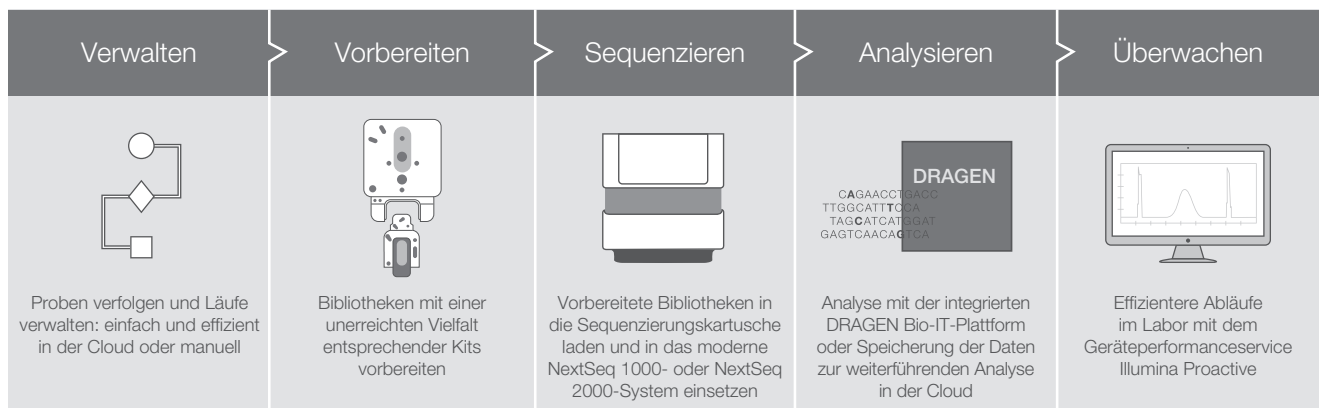 Verwalten
Vorbereiten
Sequenzieren
Analysieren
Überwachen
DRAGEN
CAGAACCTGACC
TTGGCATTTCCA
TAGCATCATGGAT
GAGTCAACAGTCA
Proben verfolgen und Läufe
verwalten: einfach und effizient
in der Cloud oder manuell
Bibliotheken mit einer
unerreichten Vielfalt
entsprechender Kits
vorbereiten
Vorbereitete Bibliotheken in
die Sequenzierungskartusche
laden und in das moderne
NextSeq 1000- oder NextSeq
2000-System einsetzen
Analyse mit der integrierten
DRAGEN Bio-IT-Plattform
oder Speicherung der Daten
zur weiterführenden Analyse
in der Cloud
Effizientere Abläufe
im Labor mit dem
Geräteperformanceservice
Illumina Proactive